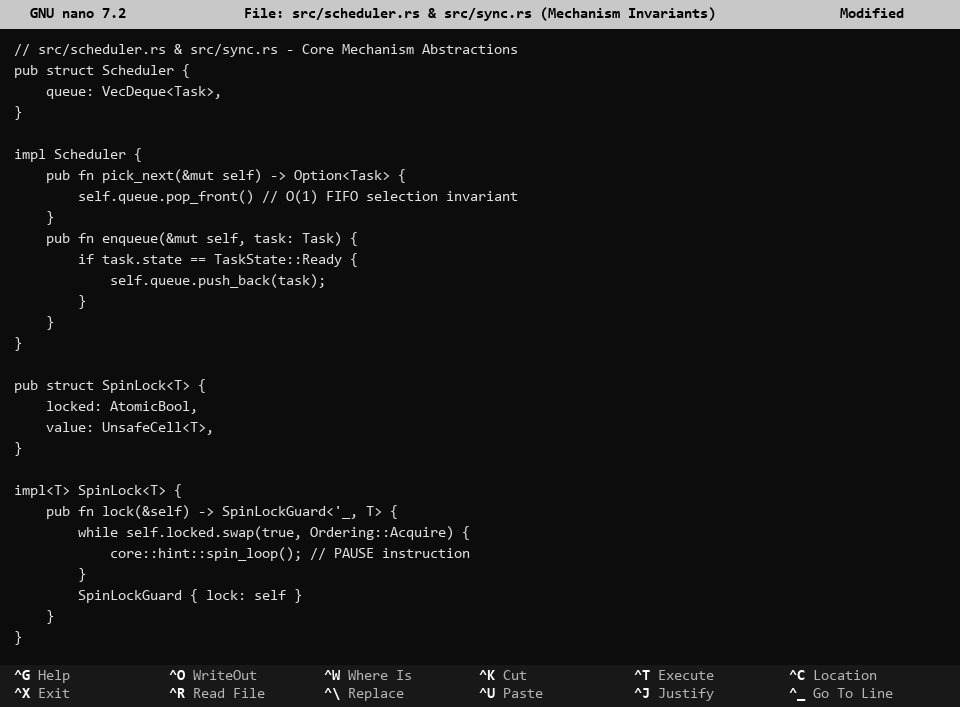 GNU nano 7.2 File: src/scheduler.rs & src/sync.rs (Mechanism Invariants) Modified
// src/scheduler.rs & src/sync.rs - Core Mechanism Abstractions
pub struct Scheduler {
    queue: VecDeque<Task>,
}

impl Scheduler {
    pub fn pick_next(&mut self) -> Option<Task> {
        self.queue.pop_front() // O(1) FIFO selection invariant
    }
    pub fn enqueue(&mut self, task: Task) {
        if task.state == TaskState::Ready {
            self.queue.push_back(task);
        }
    }
}

pub struct SpinLock<T> {
    locked: AtomicBool,
    value: UnsafeCell<T>,
}

impl<T> SpinLock<T> {
    pub fn lock(&self) -> SpinLockGuard<'_, T> {
        while self.locked.swap(true, Ordering::Acquire) {
            core::hint::spin_loop(); // PAUSE instruction
        }
        SpinLockGuard { lock: self }
    }
}
^G Help ^O WriteOut ^W Where Is ^K Cut ^T Execute ^C Location
^X Exit ^R Read File ^\ Replace ^U Paste ^J Justify ^_ Go To Line